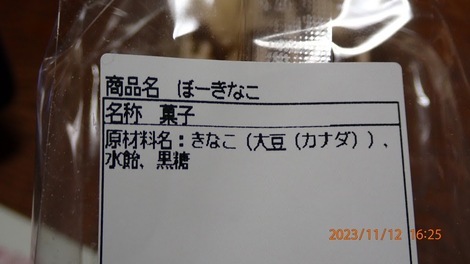 商品名 ぼーきなこ
名称 菓子
原材料名：きなこ（大豆（カナダ））、
水飴、黒糖
2023/11/12 16:25